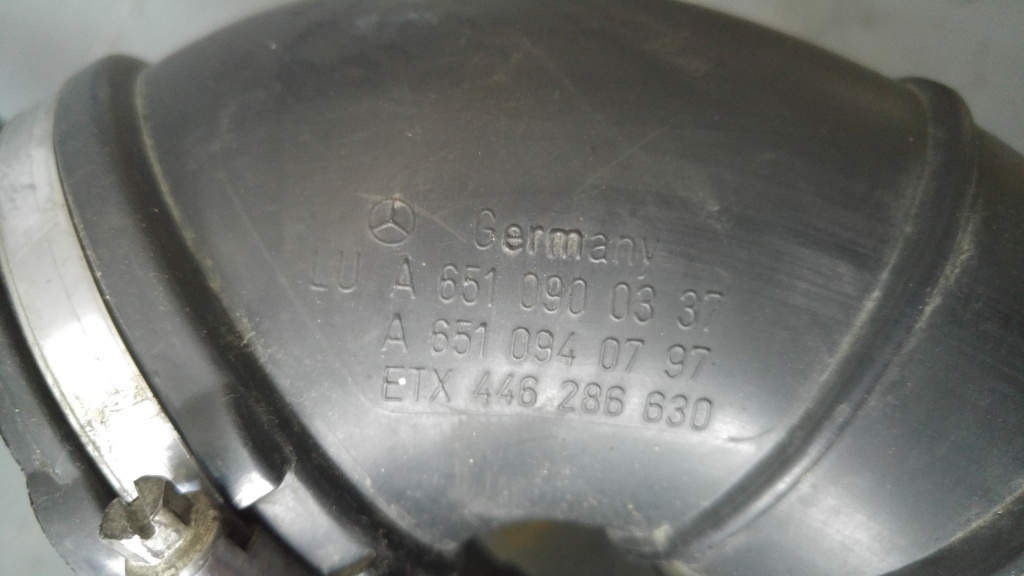 Germany
LU A 651 090 03 37
A 651 094 07 97
ETX 446 286 630